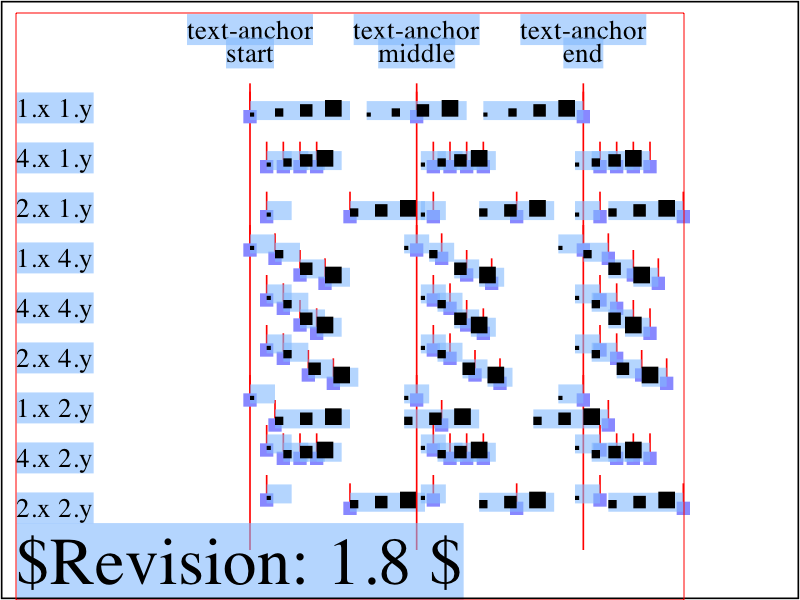 text-anchor text-anchor text-anchor
start middle end
1.x 1.y
4.x 1.y
2.x 1.y
1.x 4.y
4.x 4.y
2.x 4.y
1.x 2.y
4.x 2.y
2.x 2.y
$Revision: 1.8 $